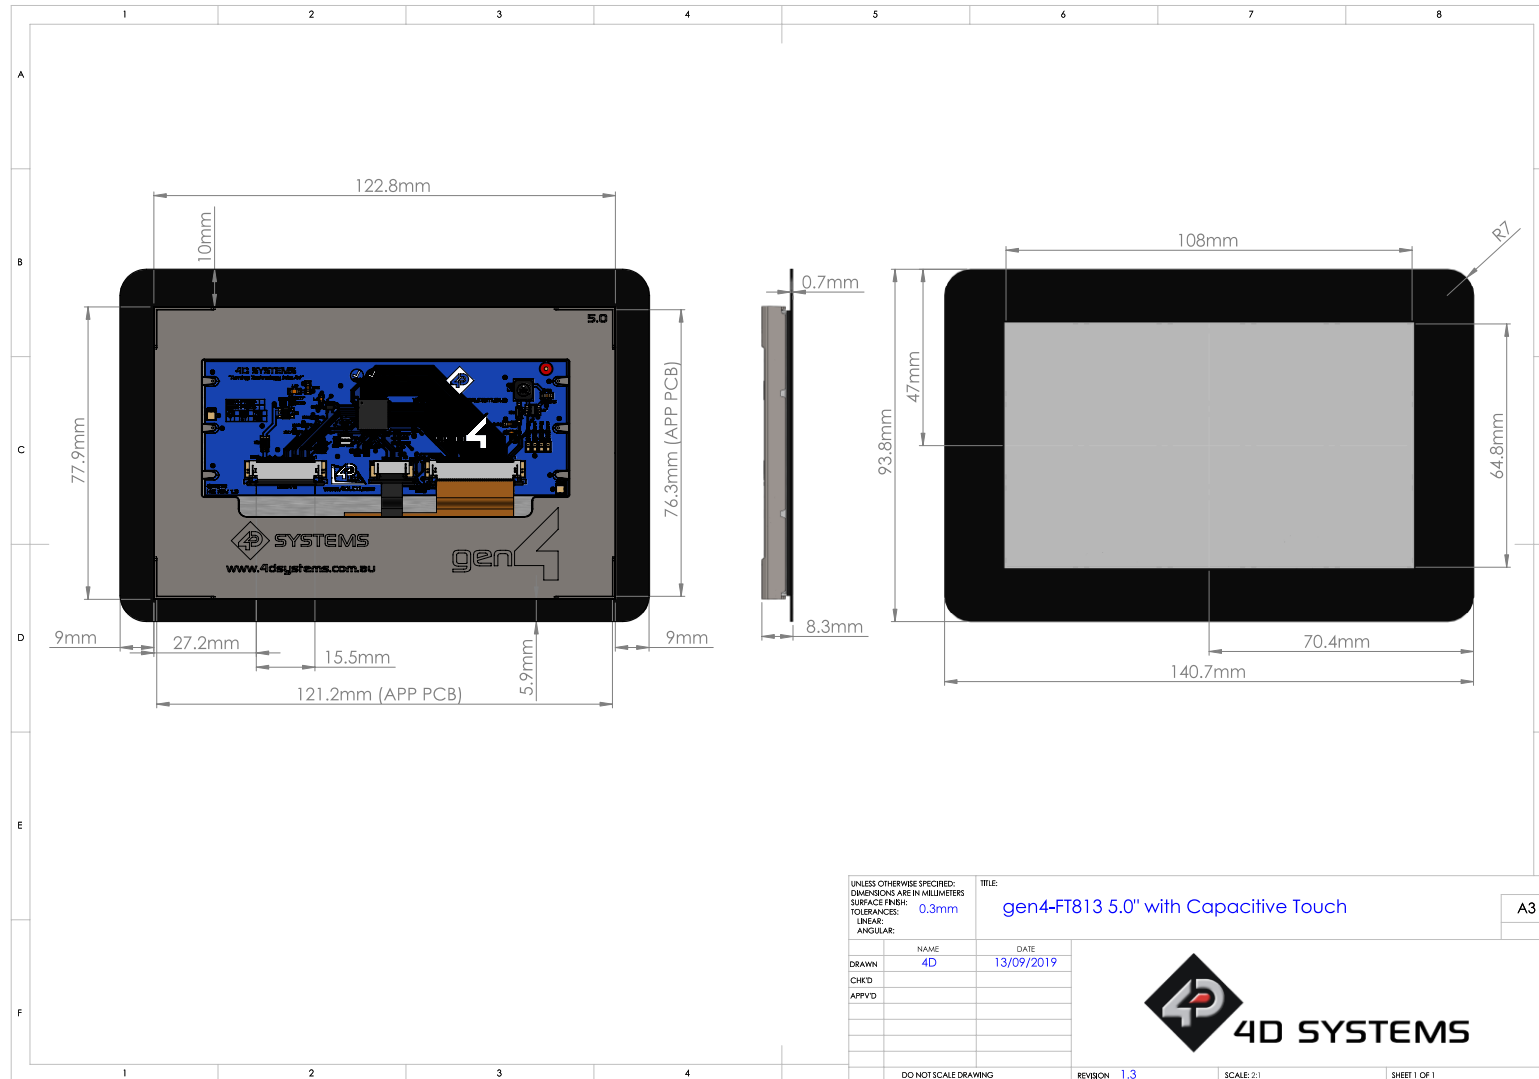 1 2 3 4 5 6 7 8
A
B
C
D
E
F
122.8mm
10mm
77.9mm
76.3mm (APP PCB)
5.0
4D SYSTEMS
4D SYSTEMS
www.4dsystems.com.au
gen4
9mm
27.2mm
15.5mm
121.2mm (APP PCB)
5.9mm
9mm
0.7mm
8.3mm
108mm
R7
47mm
93.8mm
64.8mm
70.4mm
140.7mm
UNLESS OTHERWISE SPECIFIED:
DIMENSIONS ARE IN MILLIMETERS
SURFACE FINISH:
TOLERANCES: 0.3mm
LINEAR:
ANGULAR:
TITLE:
gen4-FT813 5.0" with Capacitive Touch
A3
NAME DATE
DRAWN 4D 13/09/2019
CHK'D
APPV'D
4D SYSTEMS
DO NOT SCALE DRAWING
REVISION 1.3
SCALE: 2:1
SHEET 1 OF 1
1 2 3 4